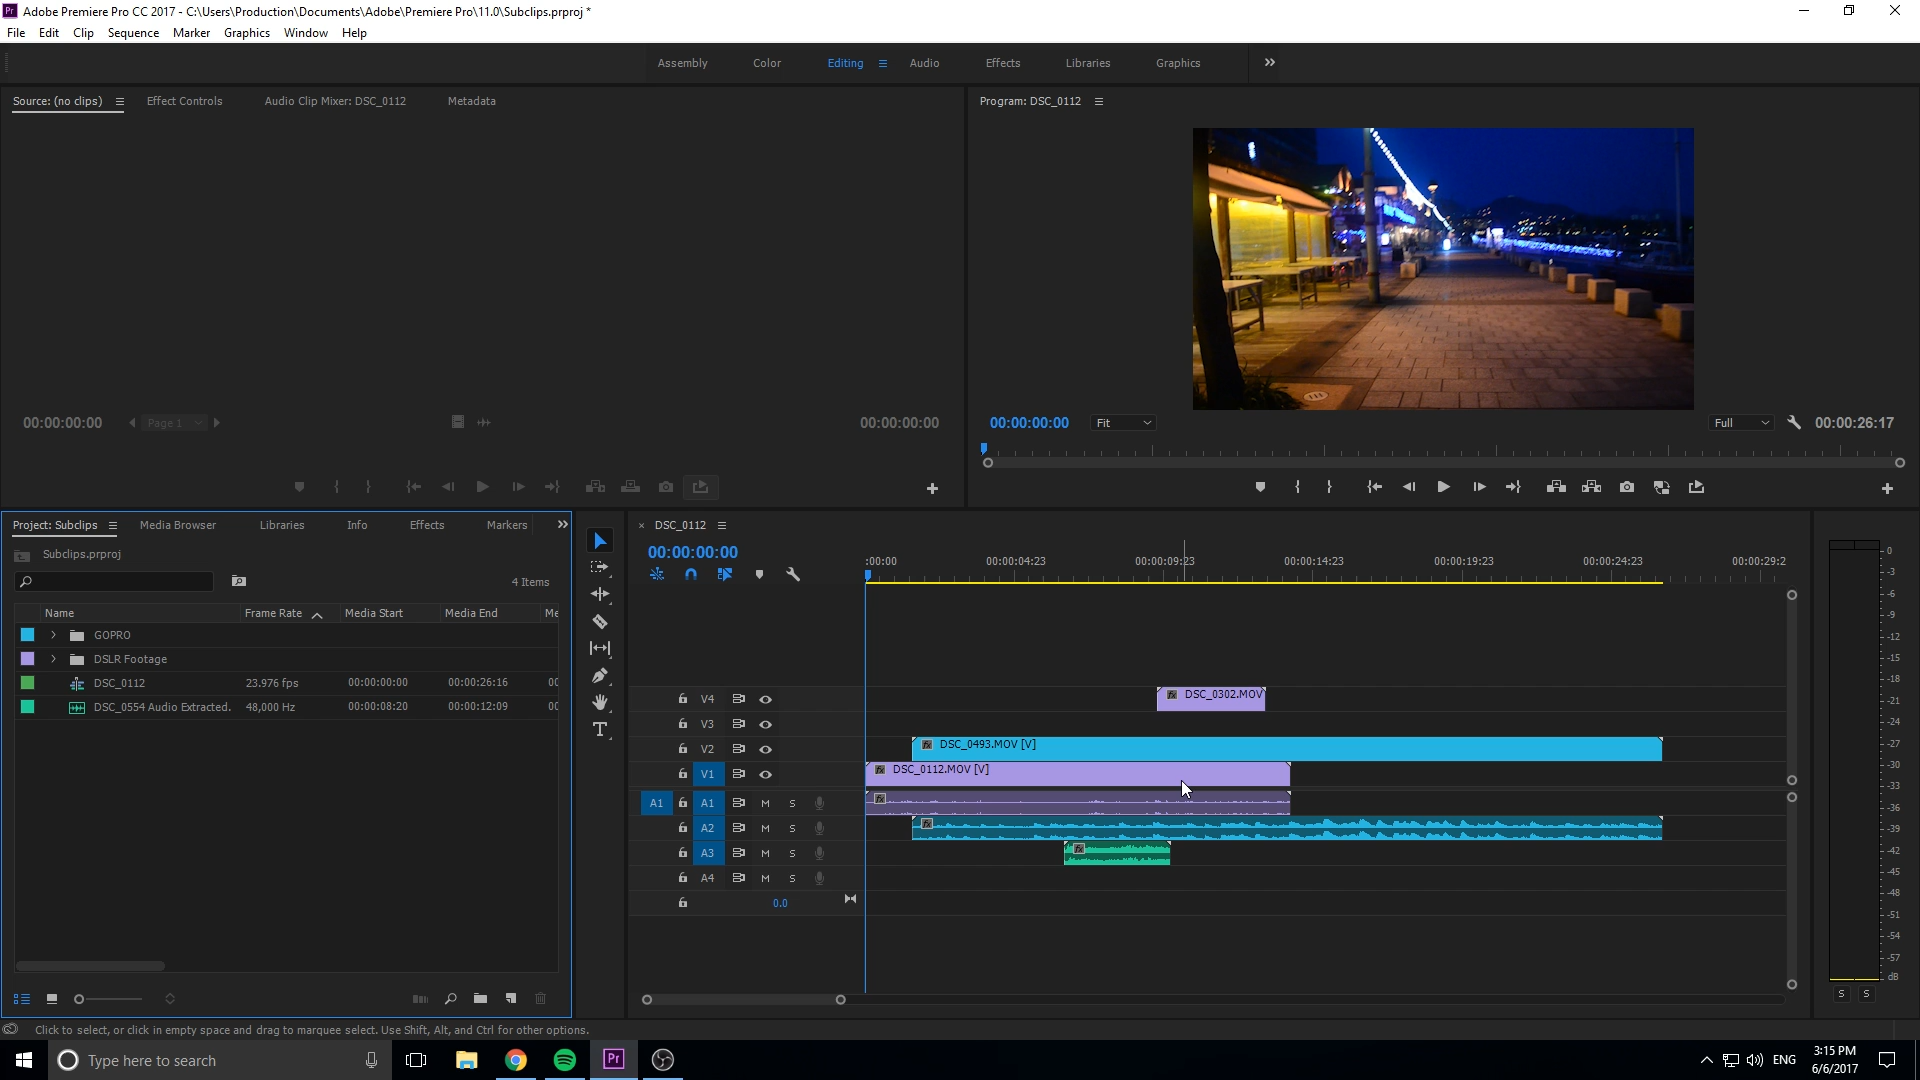 Pr Adobe Premiere Pro CC 2017 - C:\Users\Production\Documents\Adobe\Premiere Pro\11.0\Subclips.prproj *
File Edit Clip Sequence Marker Graphics Window Help
Assembly Color Editing Audio Effects Libraries Graphics
Source: (no clips) Effect Controls Audio Clip Mixer: DSC_0112 Metadata
Program: DSC_0112
00:00:00:00 Page 1 00:00:00:00
00:00:00:00 Fit Full 00:00:26:17
Project: Subclips Media Browser Libraries Info Effects Markers
Subclips.prproj
4 Items
Name Frame Rate Media Start Media End Me
GOPRO
DSLR Footage
DSC_0112 23.976 fps 00:00:00:00 00:00:26:16 00
DSC_0554 Audio Extracted. 48,000 Hz 00:00:08:20 00:00:12:09 00
DSC_0112
00:00:00:00
:00:00 00:00:04:23 00:00:09:23 00:00:14:23 00:00:19:23 00:00:24:23 00:00:29:2
V4 fx DSC_0302.MOV
V3
V2 fx DSC_0493.MOV [V]
V1 fx DSC_0112.MOV [V]
A1 A1 M S fx
A2 M S fx
A3 M S fx
A4 M S
0.0
T
0
-3
-6
-9
-12
-15
-18
-21
-24
-27
-30
-33
-36
-39
-42
-45
-48
-51
-54
-57
dB
S S
Click to select, or click in empty space and drag to marquee select. Use Shift, Alt, and Ctrl for other options.
Type here to search
Pr
ENG
3:15 PM
6/6/2017